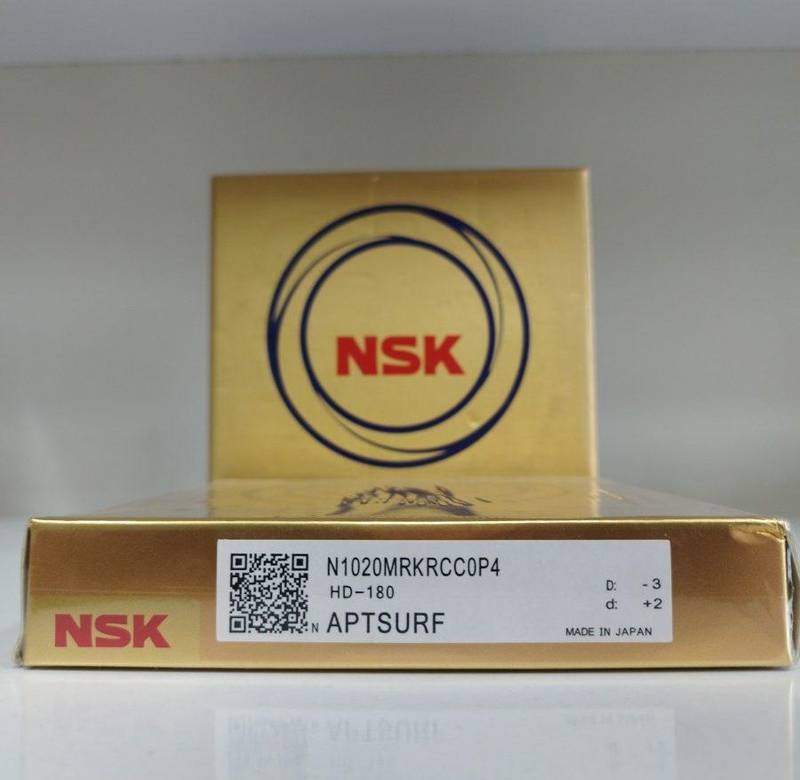 NSK
N1020MRKRCC0P4
HD-180
N APTSURF
D: -3
d: +2
MADE IN JAPAN
NSK